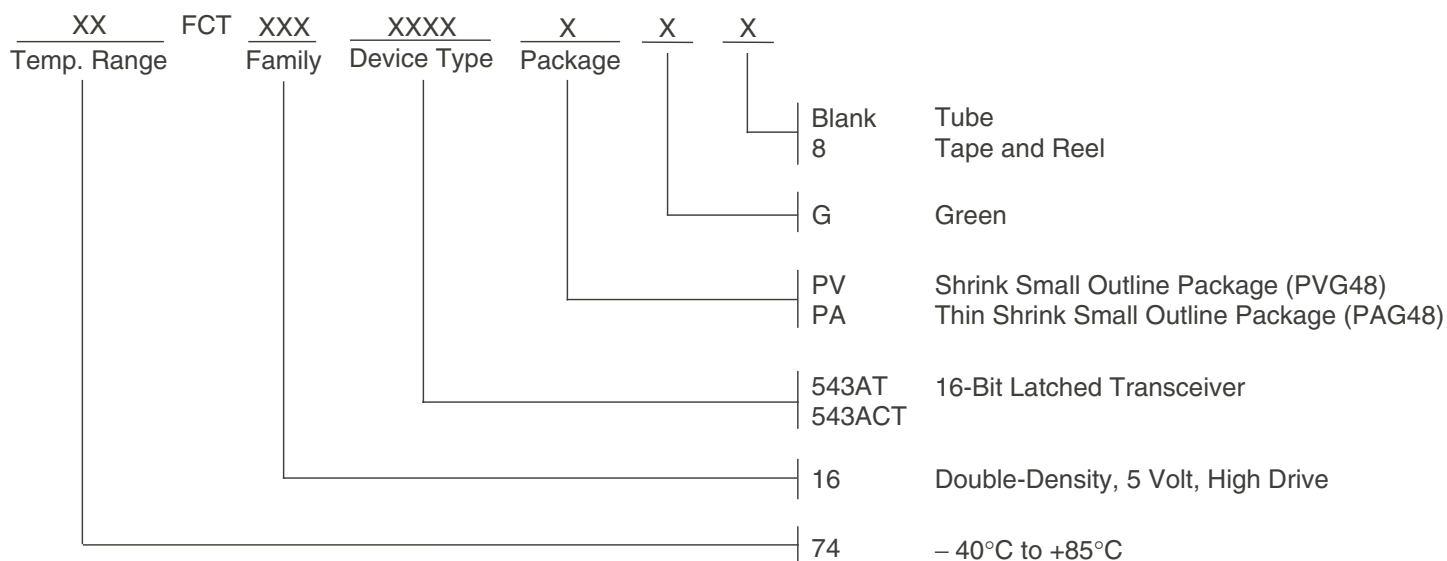 XX FCT XXX XXXX X X X
Temp. Range Family Device Type Package
Blank Tube
8 Tape and Reel
G Green
PV Shrink Small Outline Package (PVG48)
PA Thin Shrink Small Outline Package (PAG48)
543AT 16-Bit Latched Transceiver
543ACT
16 Double-Density, 5 Volt, High Drive
74 – 40°C to +85°C